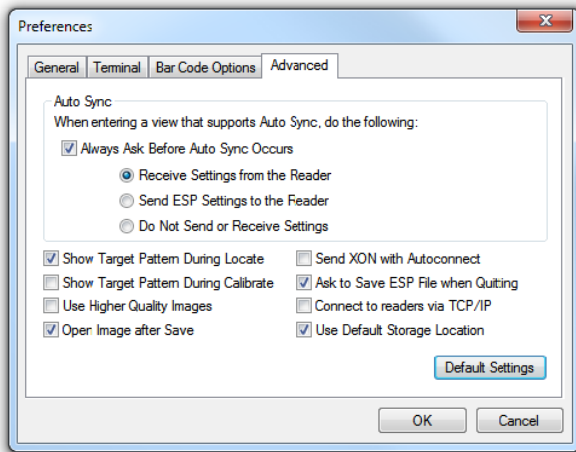 Preferences
General Terminal Bar Code Options Advanced
Auto Sync
When entering a view that supports Auto Sync, do the following:
Always Ask Before Auto Sync Occurs
Receive Settings from the Reader
Send ESP Settings to the Feader
Do Not Send or Receive Settings
Show Target Pattern During Locate Send XON with Autoconnect
Show Target Pattern During Calibrate Ask to Save ESP File when Quitting
Use Higher Quality Images Connect to readers via TCP/IP
Open Image after Save Use Default Storage Location
Default Settings
OK Cancel